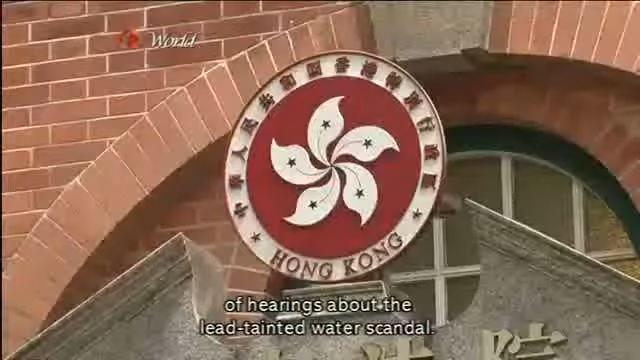 World
中華人民共和國香港特別行政區
HONG KONG
of hearings about the
lead-tainted water scandal.
院